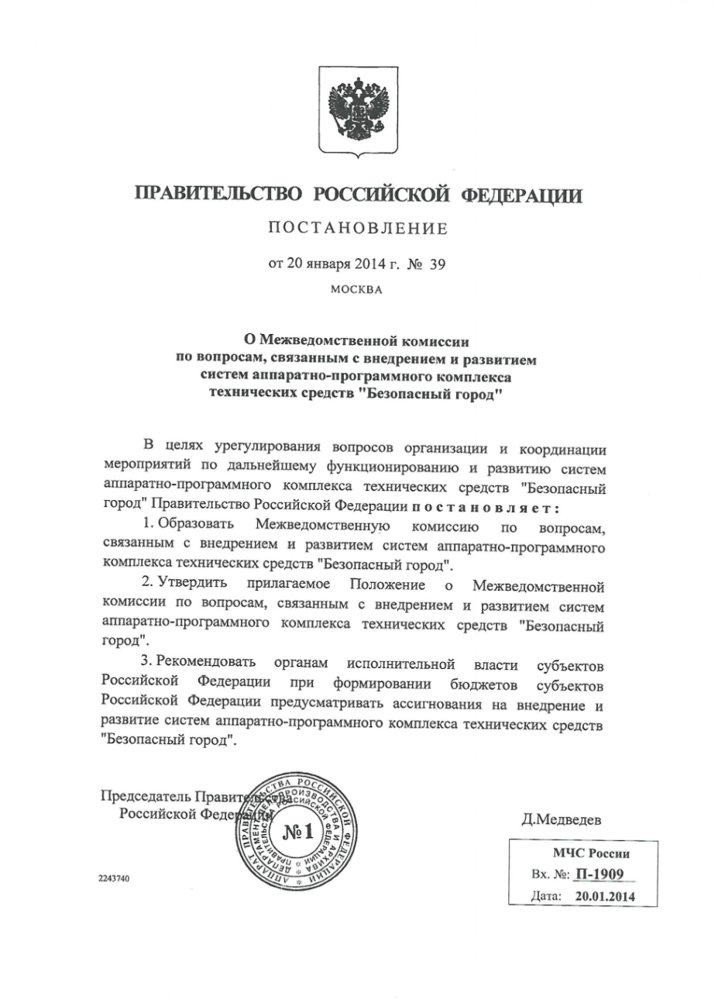 ПРАВИТЕЛЬСТВО РОССИЙСКОЙ ФЕДЕРАЦИИ
ПОСТАНОВЛЕНИЕ
от 20 января 2014 г. № 39
МОСКВА
О Межведомственной комиссии
по вопросам, связанным с внедрением и развитием
систем аппаратно-программного комплекса
технических средств "Безопасный город"
В целях урегулирования вопросов организации и координации
мероприятий по дальнейшему функционированию и развитию систем
аппаратно-программного комплекса технических средств "Безопасный
город" Правительство Российской Федерации п о с т а н о в л я е т :
1. Образовать Межведомственную комиссию по вопросам,
связанным с внедрением и развитием систем аппаратно-программного
комплекса технических средств "Безопасный город".
2. Утвердить прилагаемое Положение о Межведомственной
комиссии по вопросам, связанным с внедрением и развитием систем
аппаратно-программного комплекса технических средств "Безопасный
город".
3. Рекомендовать органам исполнительной власти субъектов
Российской Федерации при формировании бюджетов субъектов
Российской Федерации предусматривать ассигнования на внедрение и
развитие систем аппаратно-программного комплекса технических средств
"Безопасный город".
Председатель Правительства
Российской Федерации
Д.Медведев
АППАРАТ ПРАВИТЕЛЬСТВА РОССИЙСКОЙ ФЕДЕРАЦИИ
ДЕПАРТАМЕНТ ДЕЛОПРОИЗВОДСТВА И АРХИВА
ПРАВИТЕЛЬСТВА РОССИЙСКОЙ ФЕДЕРАЦИИ
№1
МЧС России
Вх. №: П-1909
Дата: 20.01.2014
2243740